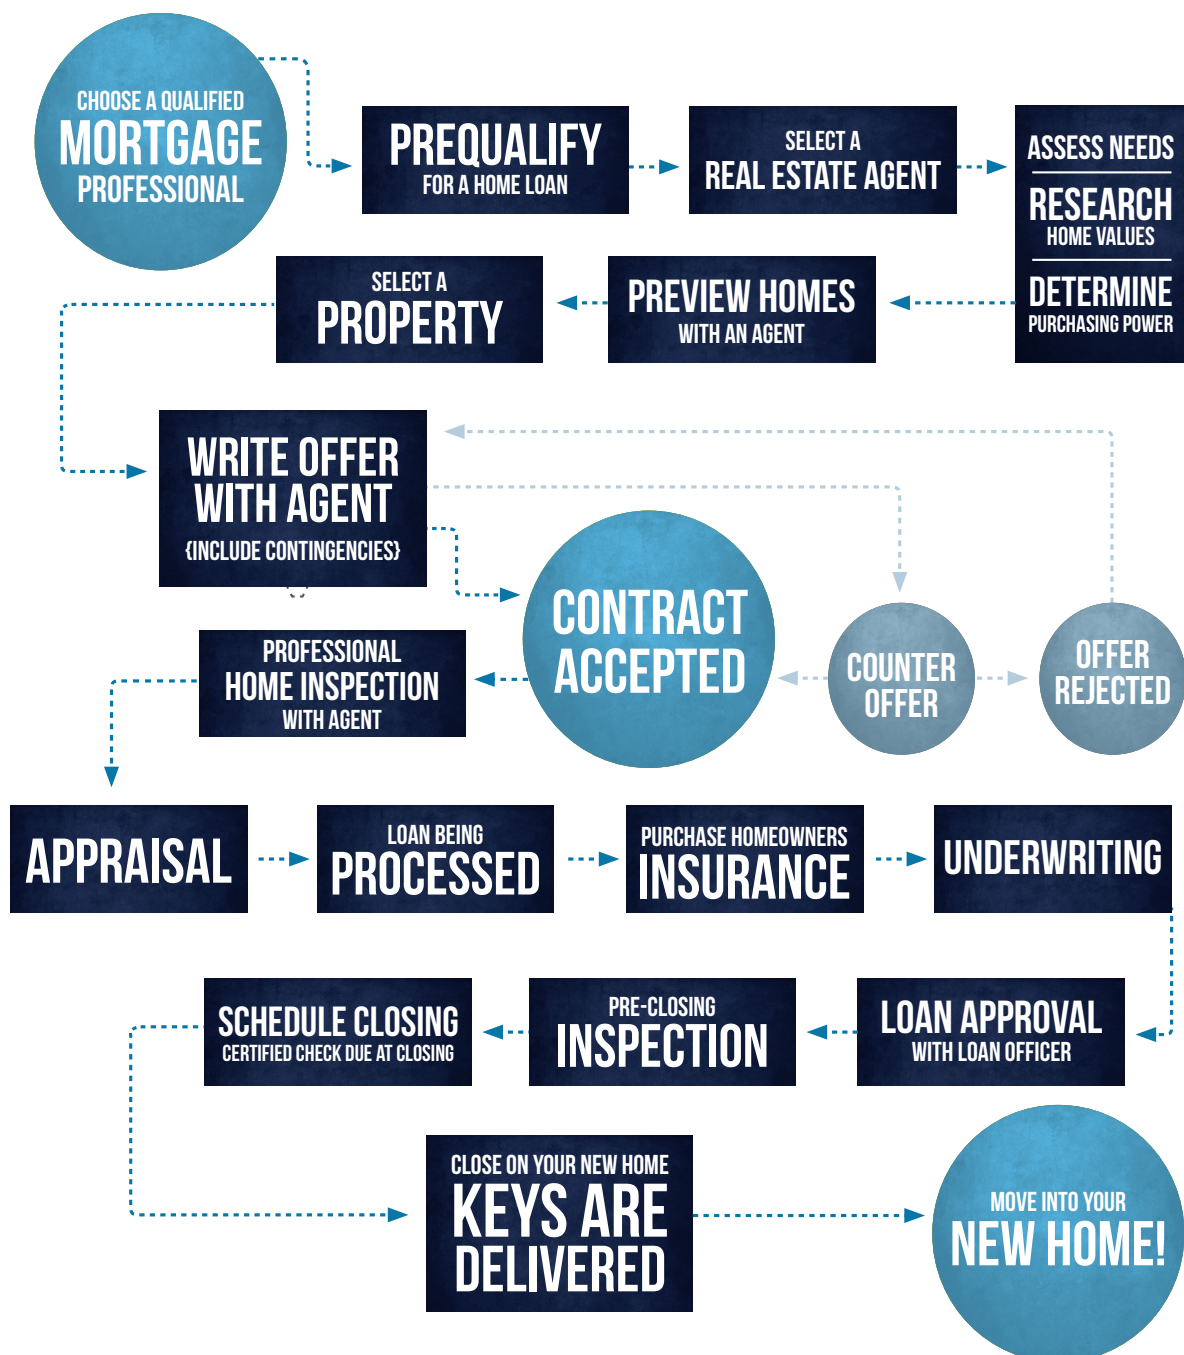 CHOOSE A QUALIFIED
MORTGAGE
PROFESSIONAL
PREQUALIFY
FOR A HOME LOAN
SELECT A
REAL ESTATE AGENT
ASSESS NEEDS
RESEARCH
HOME VALUES
DETERMINE
PURCHASING POWER
PREVIEW HOMES
WITH AN AGENT
SELECT A
PROPERTY
WRITE OFFER
WITH AGENT
{INCLUDE CONTINGENCIES}
CONTRACT
ACCEPTED
COUNTER
OFFER
OFFER
REJECTED
PROFESSIONAL
HOME INSPECTION
WITH AGENT
APPRAISAL
LOAN BEING
PROCESSED
PURCHASE HOMEOWNERS
INSURANCE
UNDERWRITING
LOAN APPROVAL
WITH LOAN OFFICER
PRE-CLOSING
INSPECTION
SCHEDULE CLOSING
CERTIFIED CHECK DUE AT CLOSING
CLOSE ON YOUR NEW HOME
KEYS ARE
DELIVERED
MOVE INTO YOUR
NEW HOME!